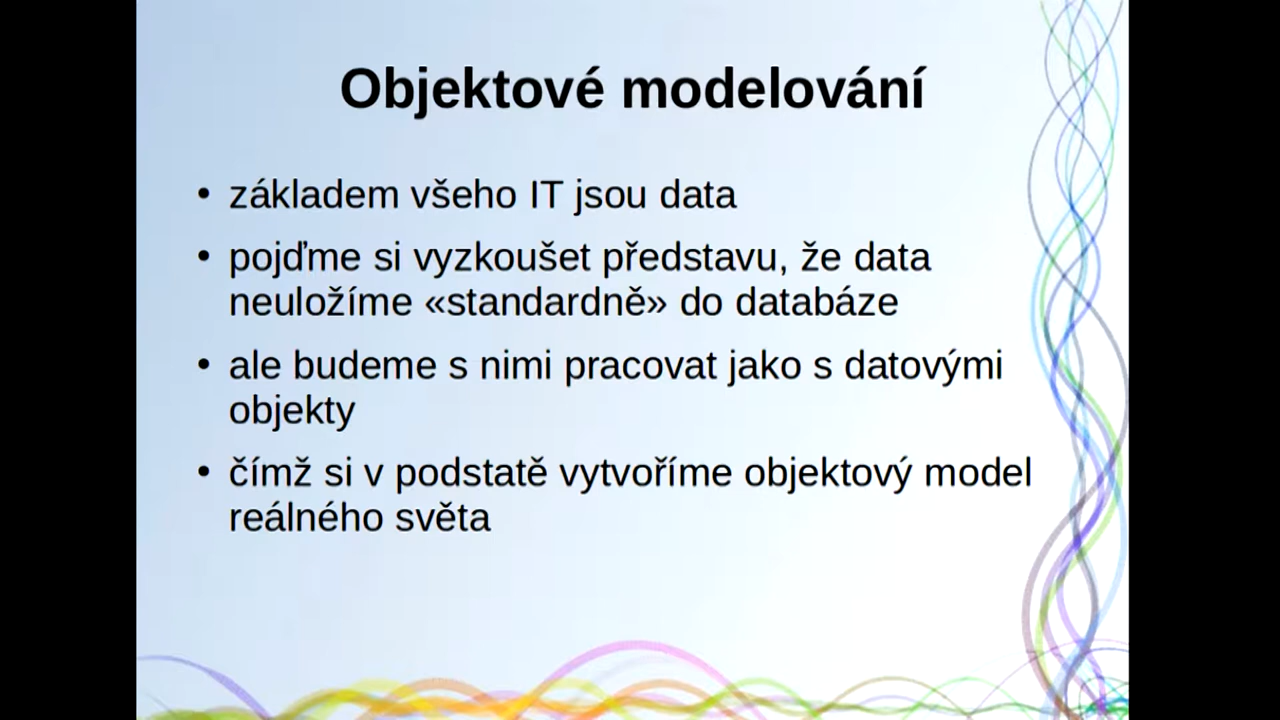 Objektové modelování
• základem všeho IT jsou data
• pojďme si vyzkoušet představu, že data
neuložíme «standardně» do databáze
• ale budeme s nimi pracovat jako s datovými
objekty
• čímž si v podstatě vytvoříme objektový model
reálného světa